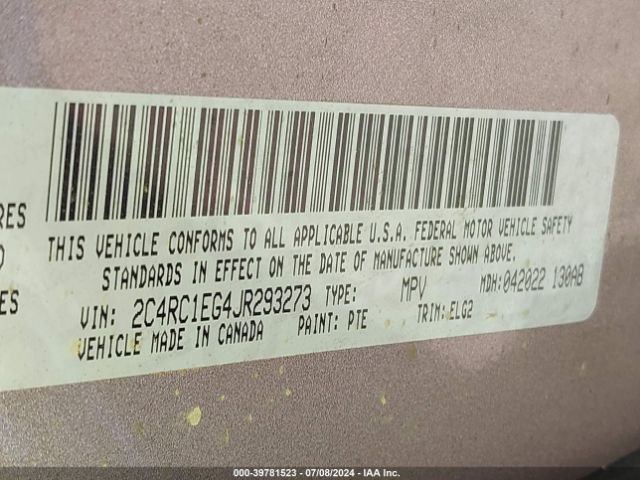 RES
ES
THIS VEHICLE CONFORMS TO ALL APPLICABLE U.S.A. FEDERAL MOTOR VEHICLE SAFETY
STANDARDS IN EFFECT ON THE DATE OF MANUFACTURE SHOWN ABOVE.
VIN: 2C4RC1EG4JR293273 TYPE: MPV MDH:042022 130AB
VEHICLE MADE IN CANADA PAINT: PTE TRIM:ELG2
000-39781523 - 07/08/2024 - IAA Inc.